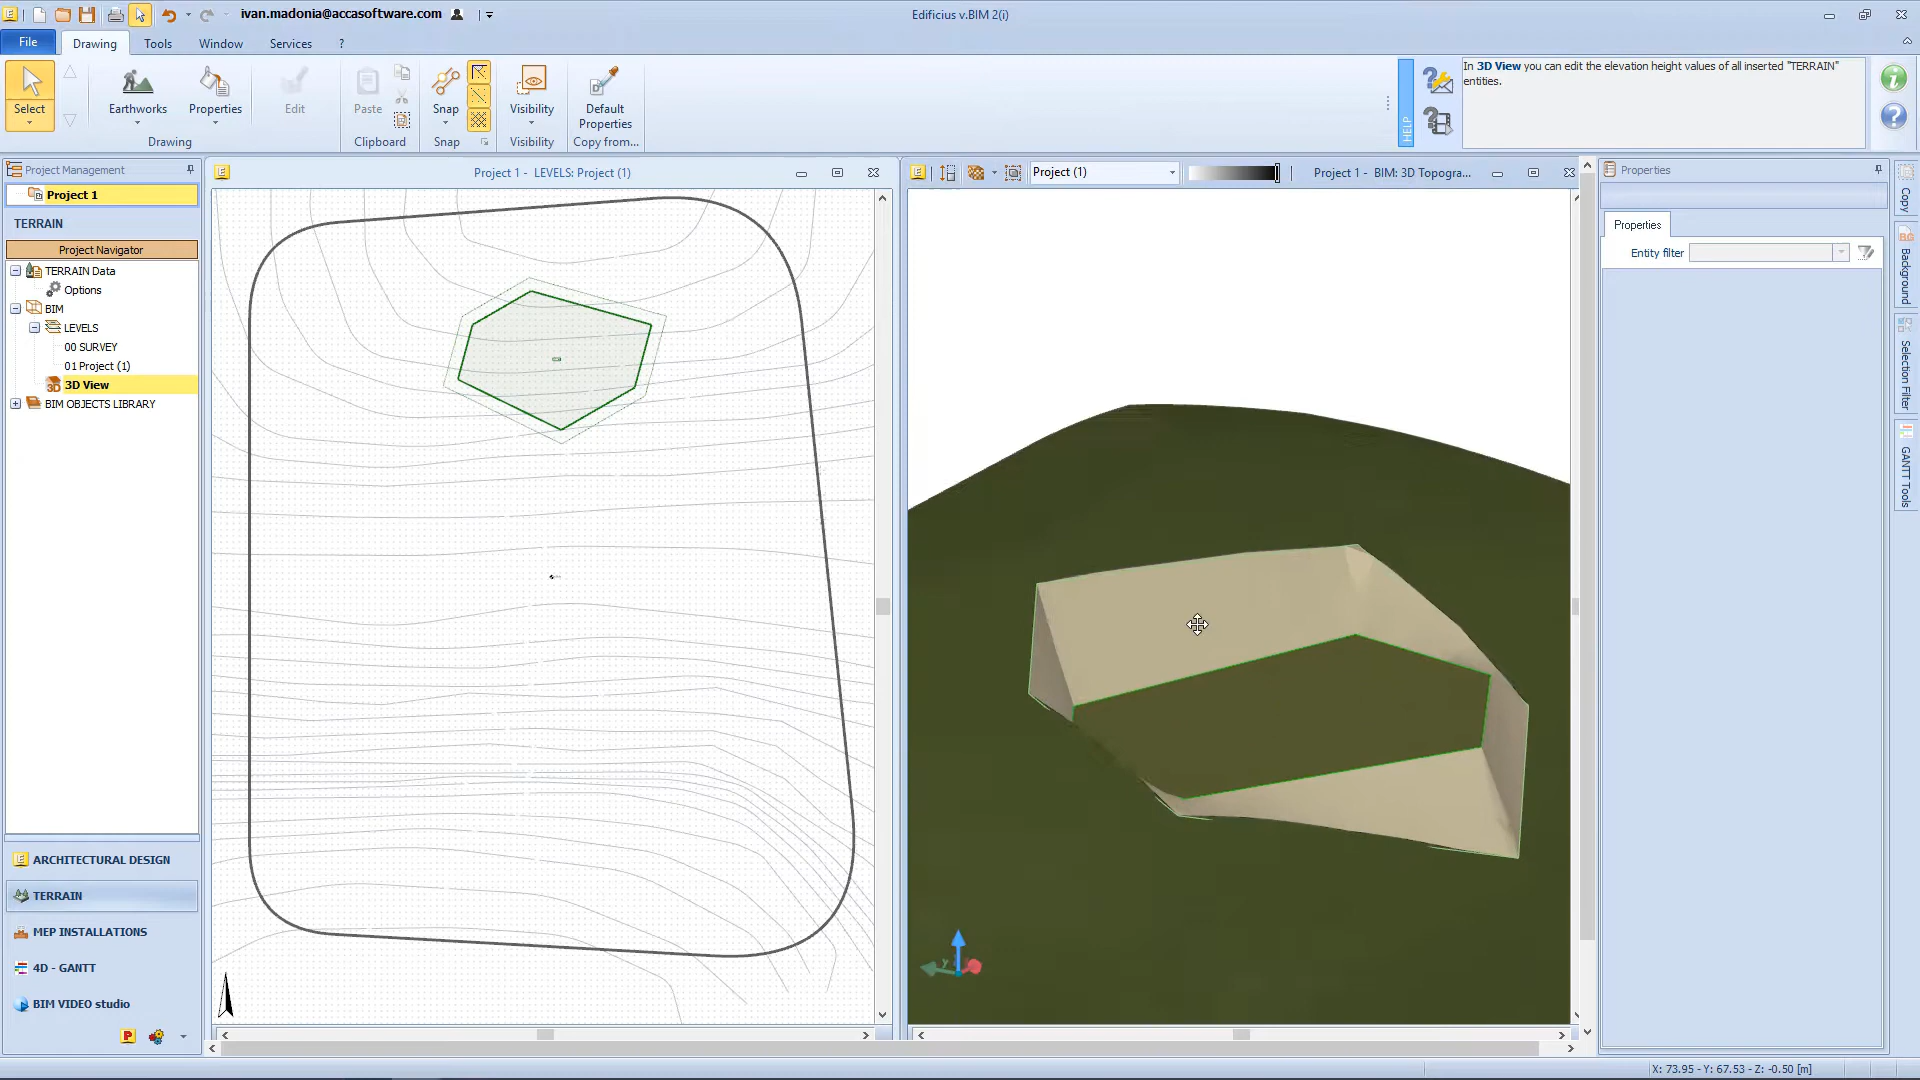 ivan.madonia@accasoftware.com
Edificius v.BIM 2(i)
File
Drawing
Tools
Window
Services
?
Select
Earthworks
Properties
Edit
Drawing
Paste
Clipboard
Snap
Snap
Visibility
Visibility
Default
Properties
Copy from...
HELP
In 3D View you can edit the elevation height values of all inserted "TERRAIN"
entities.
Project Management
Project 1
TERRAIN
Project Navigator
TERRAIN Data
Options
BIM
LEVELS
00 SURVEY
01 Project (1)
3D View
BIM OBJECTS LIBRARY
ARCHITECTURAL DESIGN
TERRAIN
MEP INSTALLATIONS
4D - GANTT
BIM VIDEO studio
Project 1 - LEVELS: Project (1)
Project (1)
Project 1 - BIM: 3D Topogra...
Properties
Properties
Entity filter
Copy
Background
Selection Filter
GANTT Tools
X: 73.95 - Y: 67.53 - Z: -0.50 [m]